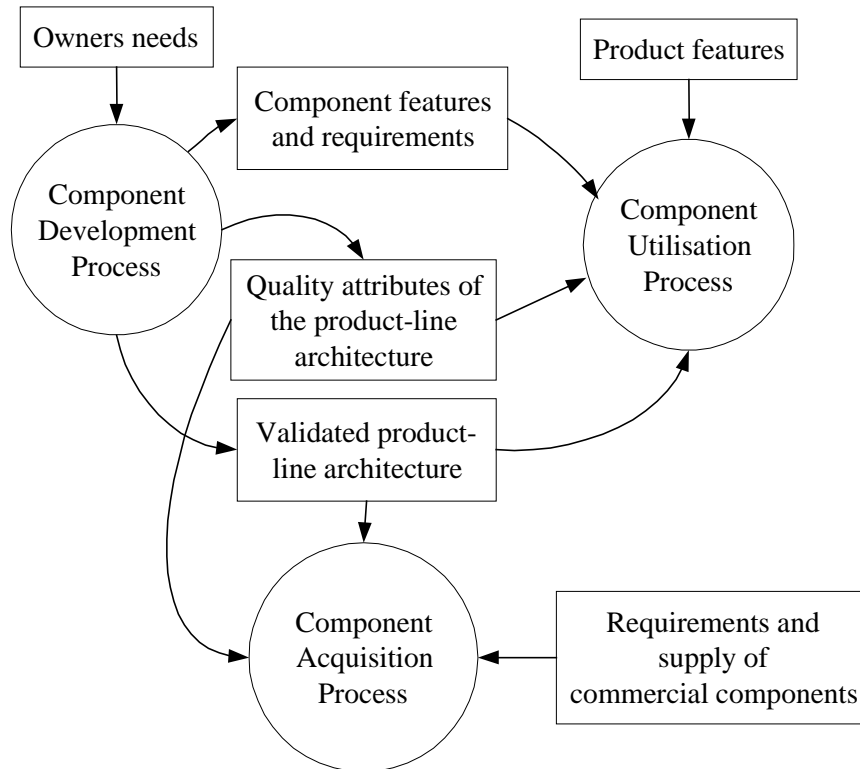 Owners needs
Product features
Component features
and requirements
Component
Development
Process
Component
Utilisation
Process
Quality attributes of
the product-line
architecture
Validated product-
line architecture
Component
Acquisition
Process
Requirements and
supply of
commercial components